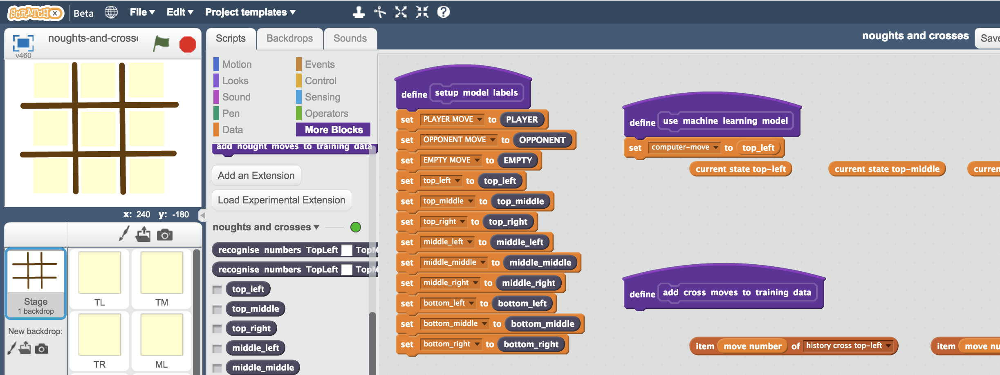 SCRATCHX Beta File Edit Project templates
noughts-and-crosse
v460
x: 240 y: -180
Stage
1 backdrop
New backdrop:
TL
TM
TR
ML
Scripts Backdrops Sounds
Motion
Looks
Sound
Pen
Data
Events
Control
Sensing
Operators
More Blocks
add nought moves to training data
Add an Extension
Load Experimental Extension
noughts and crosses
recognise numbers TopLeft TopM
recognise numbers TopLeft TopM
top_left
top_middle
top_right
middle_left
middle_middle
noughts and crosses
Save
define setup model labels
set PLAYER MOVE to PLAYER
set OPPONENT MOVE to OPPONENT
set EMPTY MOVE to EMPTY
set top_left to top_left
set top_middle to top_middle
set top_right to top_right
set middle_left to middle_left
set middle_middle to middle_middle
set middle_right to middle_right
set bottom_left to bottom_left
set bottom_middle to bottom_middle
set bottom_right to bottom_right
define use machine learning model
set computer-move to top_left
current state top-left
current state top-middle
curren
define add cross moves to training data
item move number of history cross top-left
item move nu